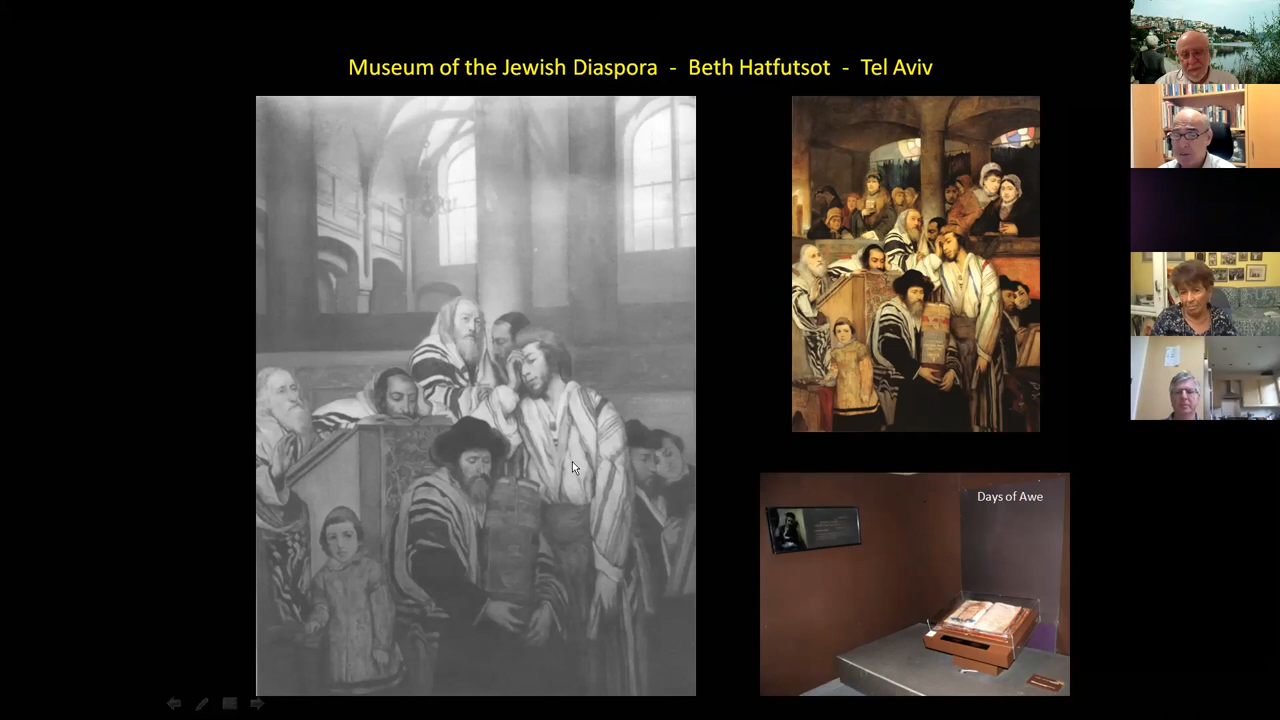 Museum of the Jewish Diaspora - Beth Hatfutsot - Tel Aviv
Days of Awe